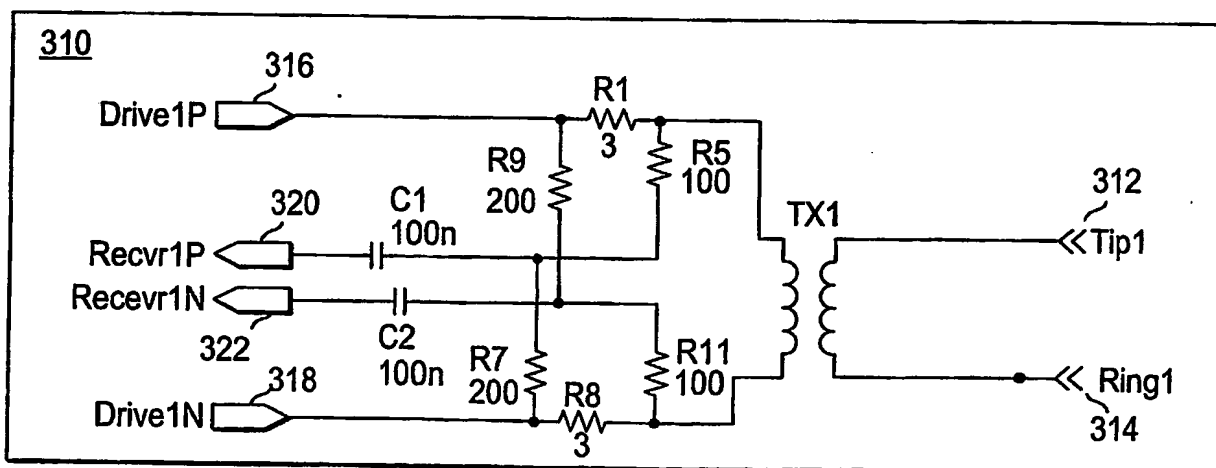 310
316
Drive1P
R1
3
R9
200
R5
100
312
320
C1
100n
TX1
Tip1
Recvr1P
Recevr1N
322
C2
100n
R7
200
R11
100
318
R8
3
Drive1N
Ring1
314